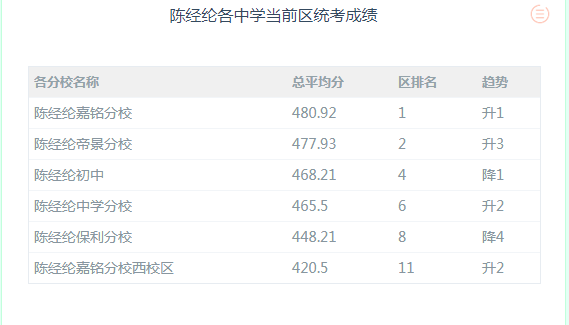 陈经纶各中学当前区统考成绩
各分校名称 总平均分 区排名 趋势
陈经纶嘉铭分校 480.92 1 升1
陈经纶帝景分校 477.93 2 升3
陈经纶初中 468.21 4 降1
陈经纶中学分校 465.5 6 升2
陈经纶保利分校 448.21 8 降4
陈经纶嘉铭分校西校区 420.5 11 升2